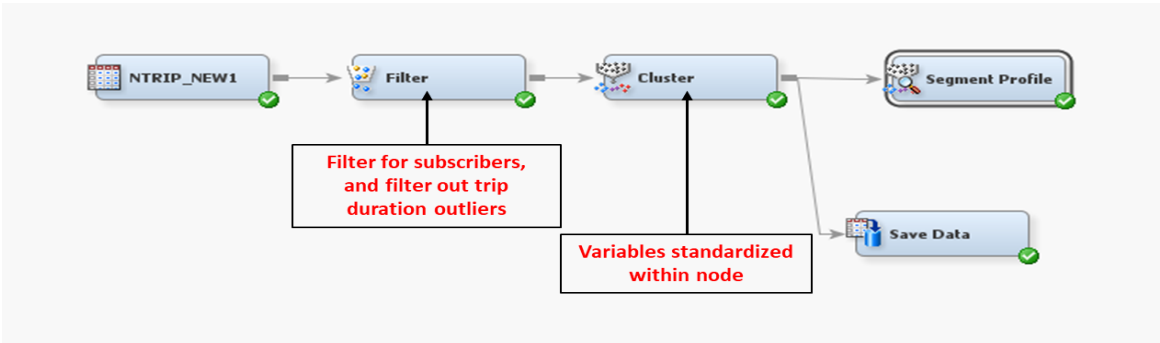 NTRIP_NEW1
Filter
Cluster
Segment Profile
Filter for subscribers,
and filter out trip
duration outliers
Save Data
Variables standardized
within node